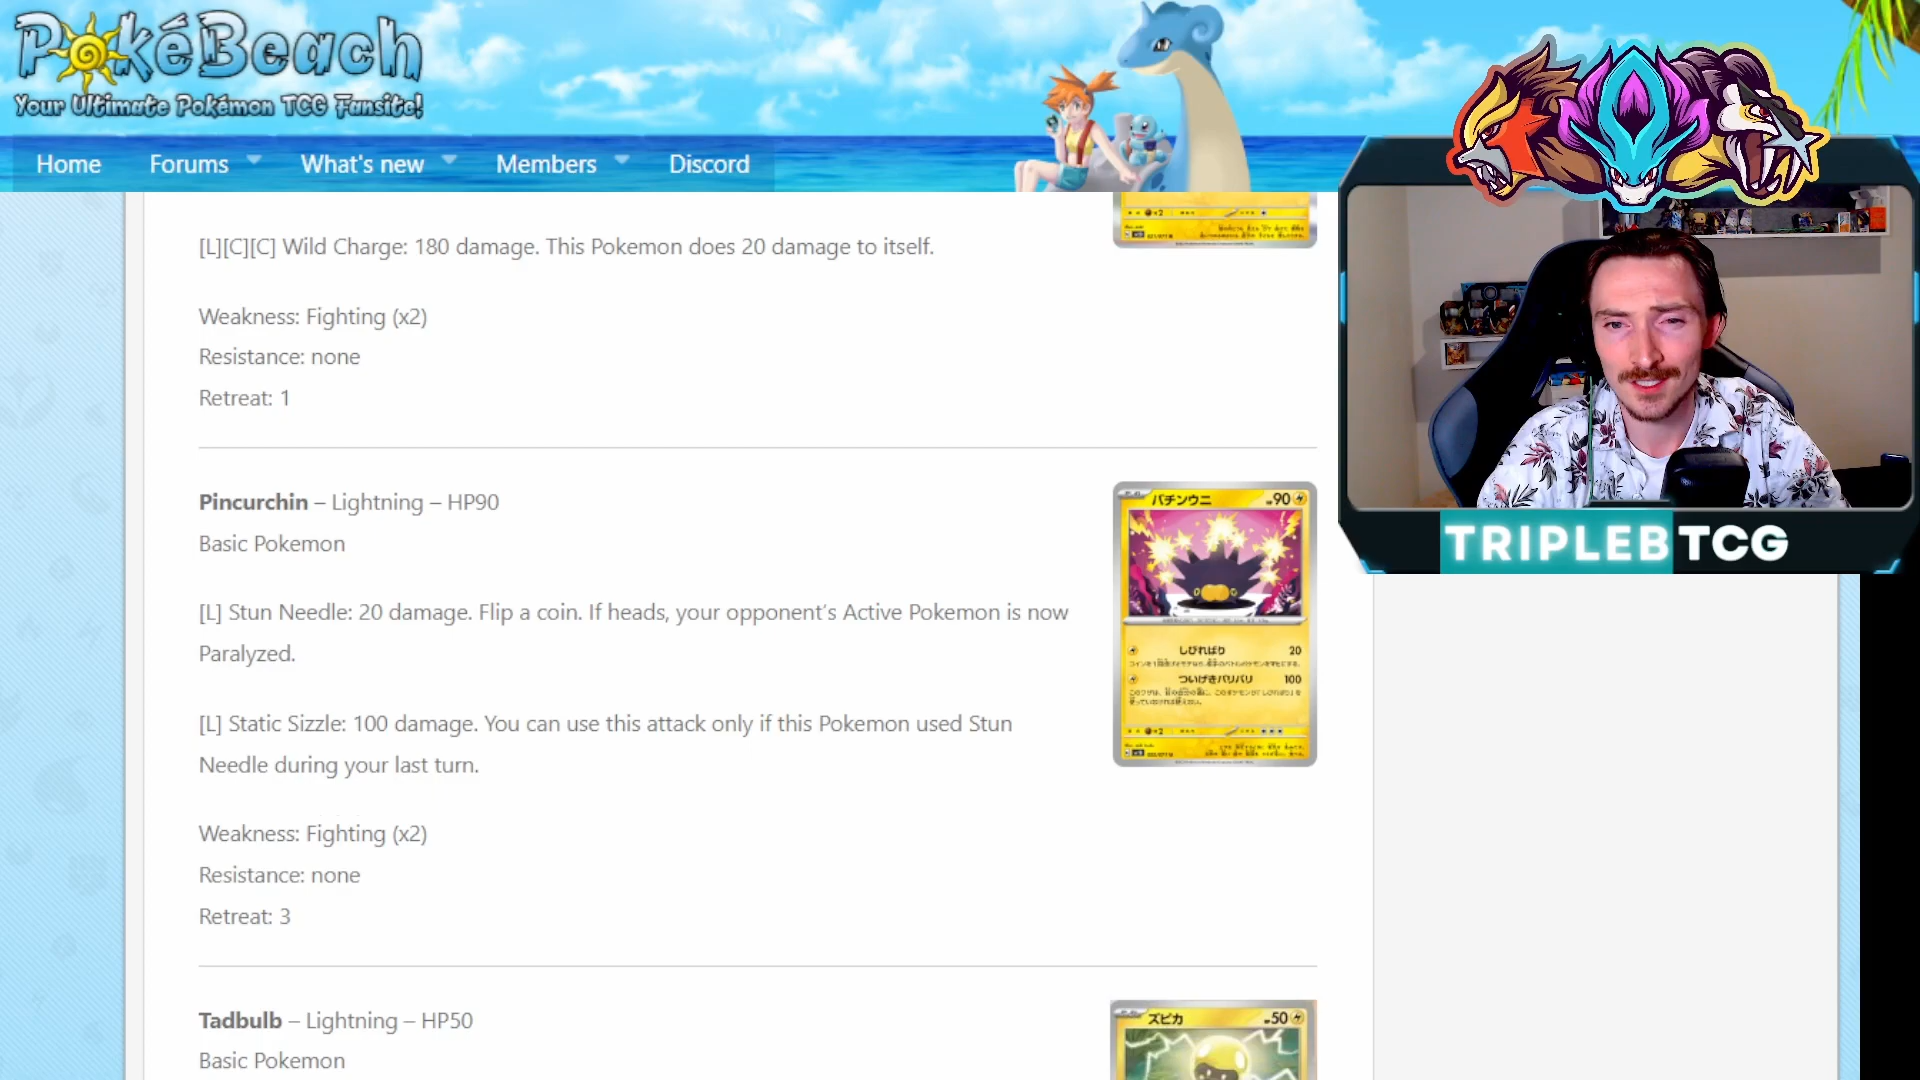 PokéBeach
Your Ultimate Pokémon TCG Fansite!
Home
Forums
What's new
Members
Discord
[L][C][C] Wild Charge: 180 damage. This Pokemon does 20 damage to itself.
Weakness: Fighting (x2)
Resistance: none
Retreat: 1
Pincurchin – Lightning – HP90
Basic Pokemon
[L] Stun Needle: 20 damage. Flip a coin. If heads, your opponent's Active Pokemon is now
Paralyzed.
[L] Static Sizzle: 100 damage. You can use this attack only if this Pokemon used Stun
Needle during your last turn.
Weakness: Fighting (x2)
Resistance: none
Retreat: 3
バチンウニ
90
しびればり 20
ついげきバリバリ 100
TRIPLEB TCG
Tadbulb – Lightning – HP50
Basic Pokemon
ズピカ
50